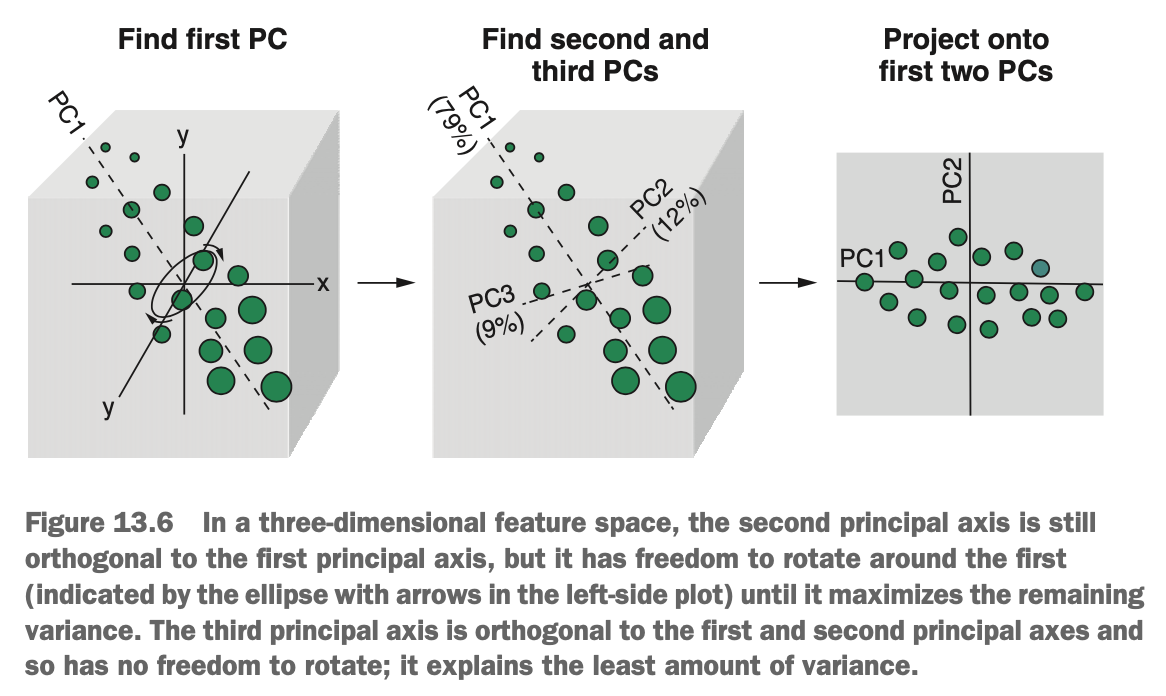 Find first PC
Find second and
third PCs
Project onto
first two PCs
PC1
y
x
y
PC1
(79%)
PC2
(12%)
PC3
(9%)
PC2
PC1
Figure 13.6 In a three-dimensional feature space, the second principal axis is still
orthogonal to the first principal axis, but it has freedom to rotate around the first
(indicated by the ellipse with arrows in the left-side plot) until it maximizes the remaining
variance. The third principal axis is orthogonal to the first and second principal axes and
so has no freedom to rotate; it explains the least amount of variance.